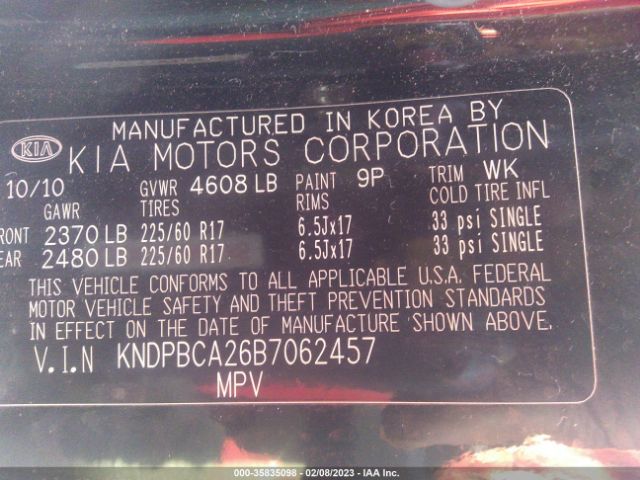 MANUFACTURED IN KOREA BY
KIA KIA MOTORS CORPORATION
10/10 GVWR 4608 LB PAINT 9P TRIM WK
GAWR TIRES RIMS COLD TIRE INFL
RONT 2370 LB 225/60 R17 6.5Jx17 33 psi SINGLE
EAR 2480 LB 225/60 R17 6.5Jx17 33 psi SINGLE
THIS VEHICLE CONFORMS TO ALL APPLICABLE U.S.A. FEDERAL
MOTOR VEHICLE SAFETY AND THEFT PREVENTION STANDARDS
IN EFFECT ON THE DATE OF MANUFACTURE SHOWN ABOVE.
V.I.N KNDPBCA26B7062457
MPV
000-35835098 - 02/08/2023 - IAA Inc.